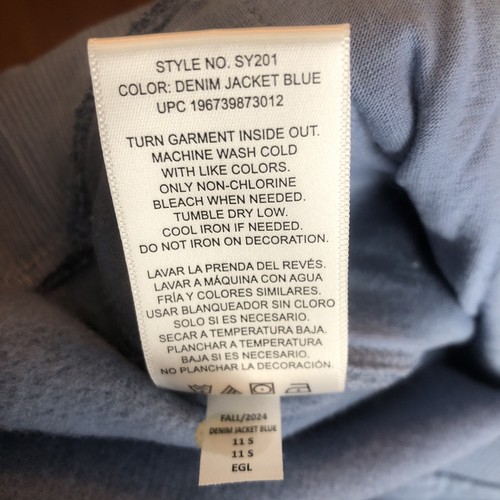 STYLE NO. SY201
COLOR: DENIM JACKET BLUE
UPC 196739873012
TURN GARMENT INSIDE OUT.
MACHINE WASH COLD
WITH LIKE COLORS.
ONLY NON-CHLORINE
BLEACH WHEN NEEDED.
TUMBLE DRY LOW.
COOL IRON IF NEEDED.
DO NOT IRON ON DECORATION.
LAVAR LA PRENDA DEL REVÉS.
LAVAR A MÁQUINA CON AGUA
FRÍA Y COLORES SIMILARES.
USAR BLANQUEADOR SIN CLORO
SOLO SI ES NECESARIO.
SECAR A TEMPERATURA BAJA.
PLANCHAR A TEMPERATURA
BAJA SI ES NECESARIO.
NO PLANCHAR LA DECORACIÓN.
FALL/2024
DENIM JACKET BLUE
11 S
11 S
EGL